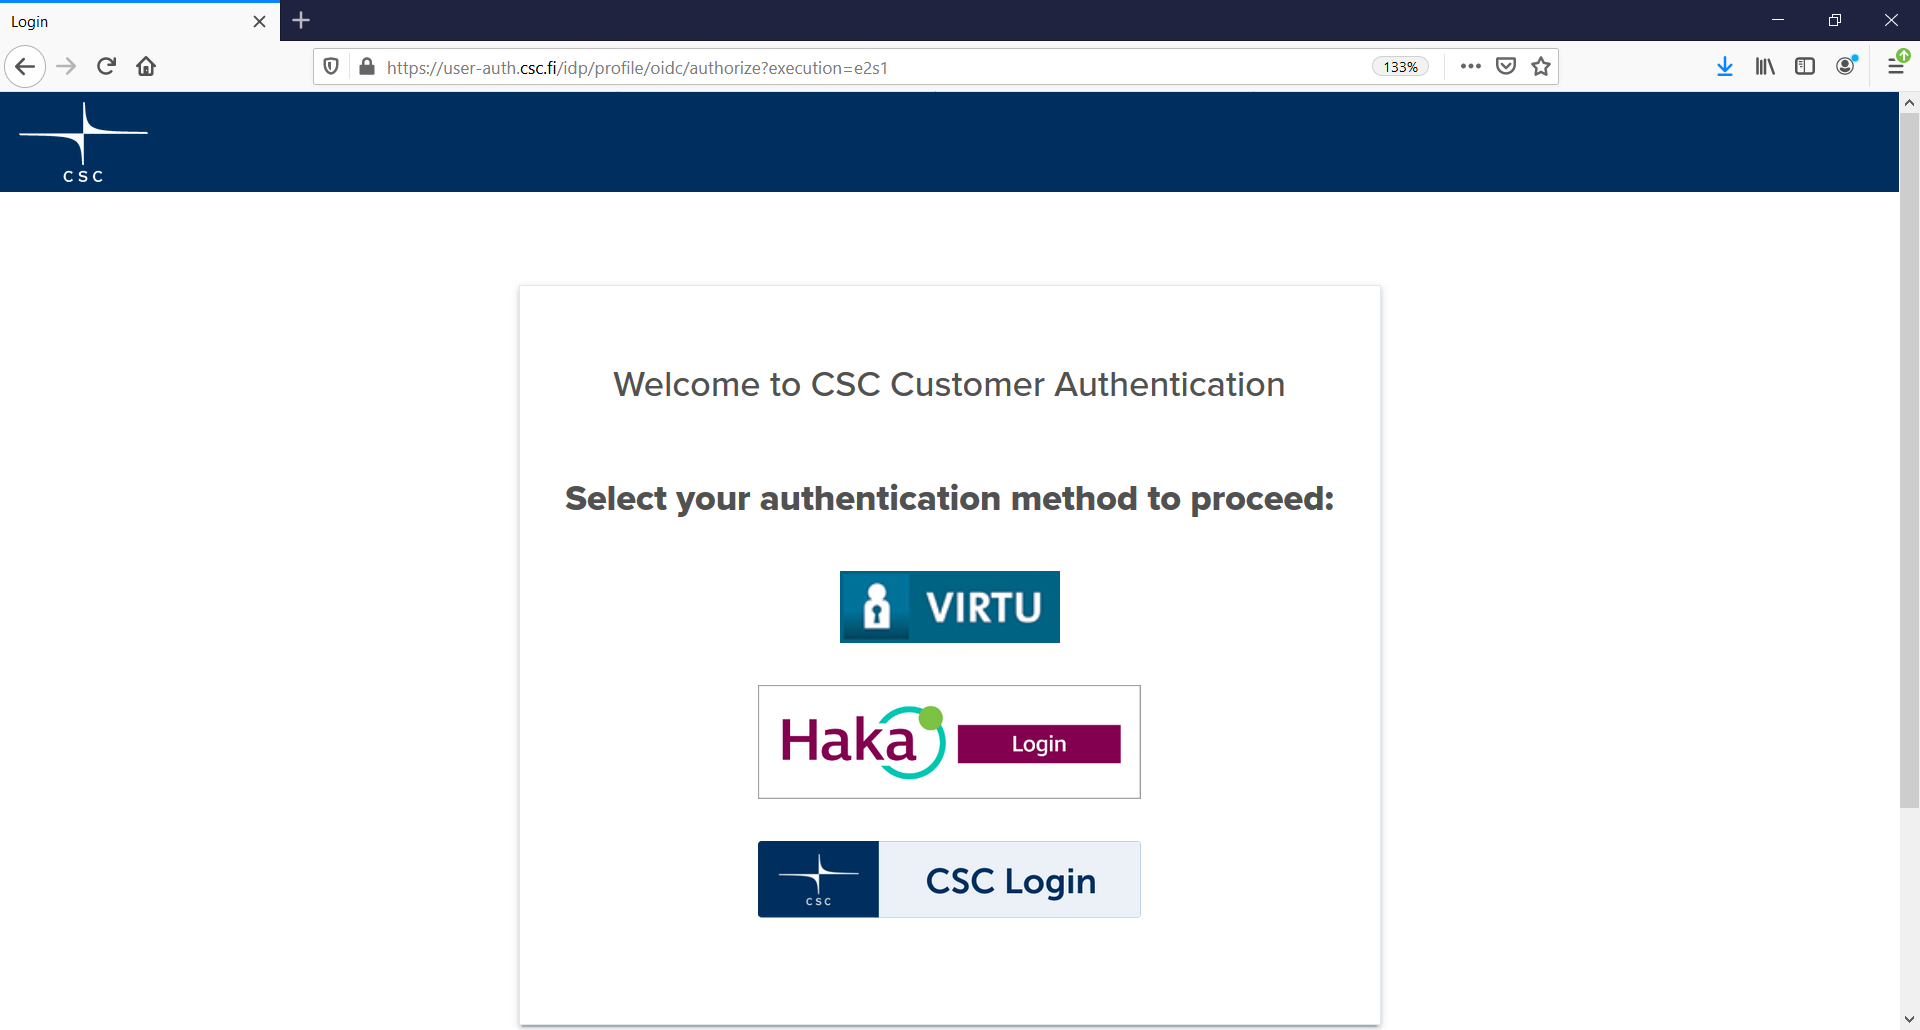 Login
https://user-auth.csc.fi/idp/profile/oidc/authorize?execution=e2s1
133%
CSC
Welcome to CSC Customer Authentication
Select your authentication method to proceed:
VIRTU
Haka Login
CSC CSC Login